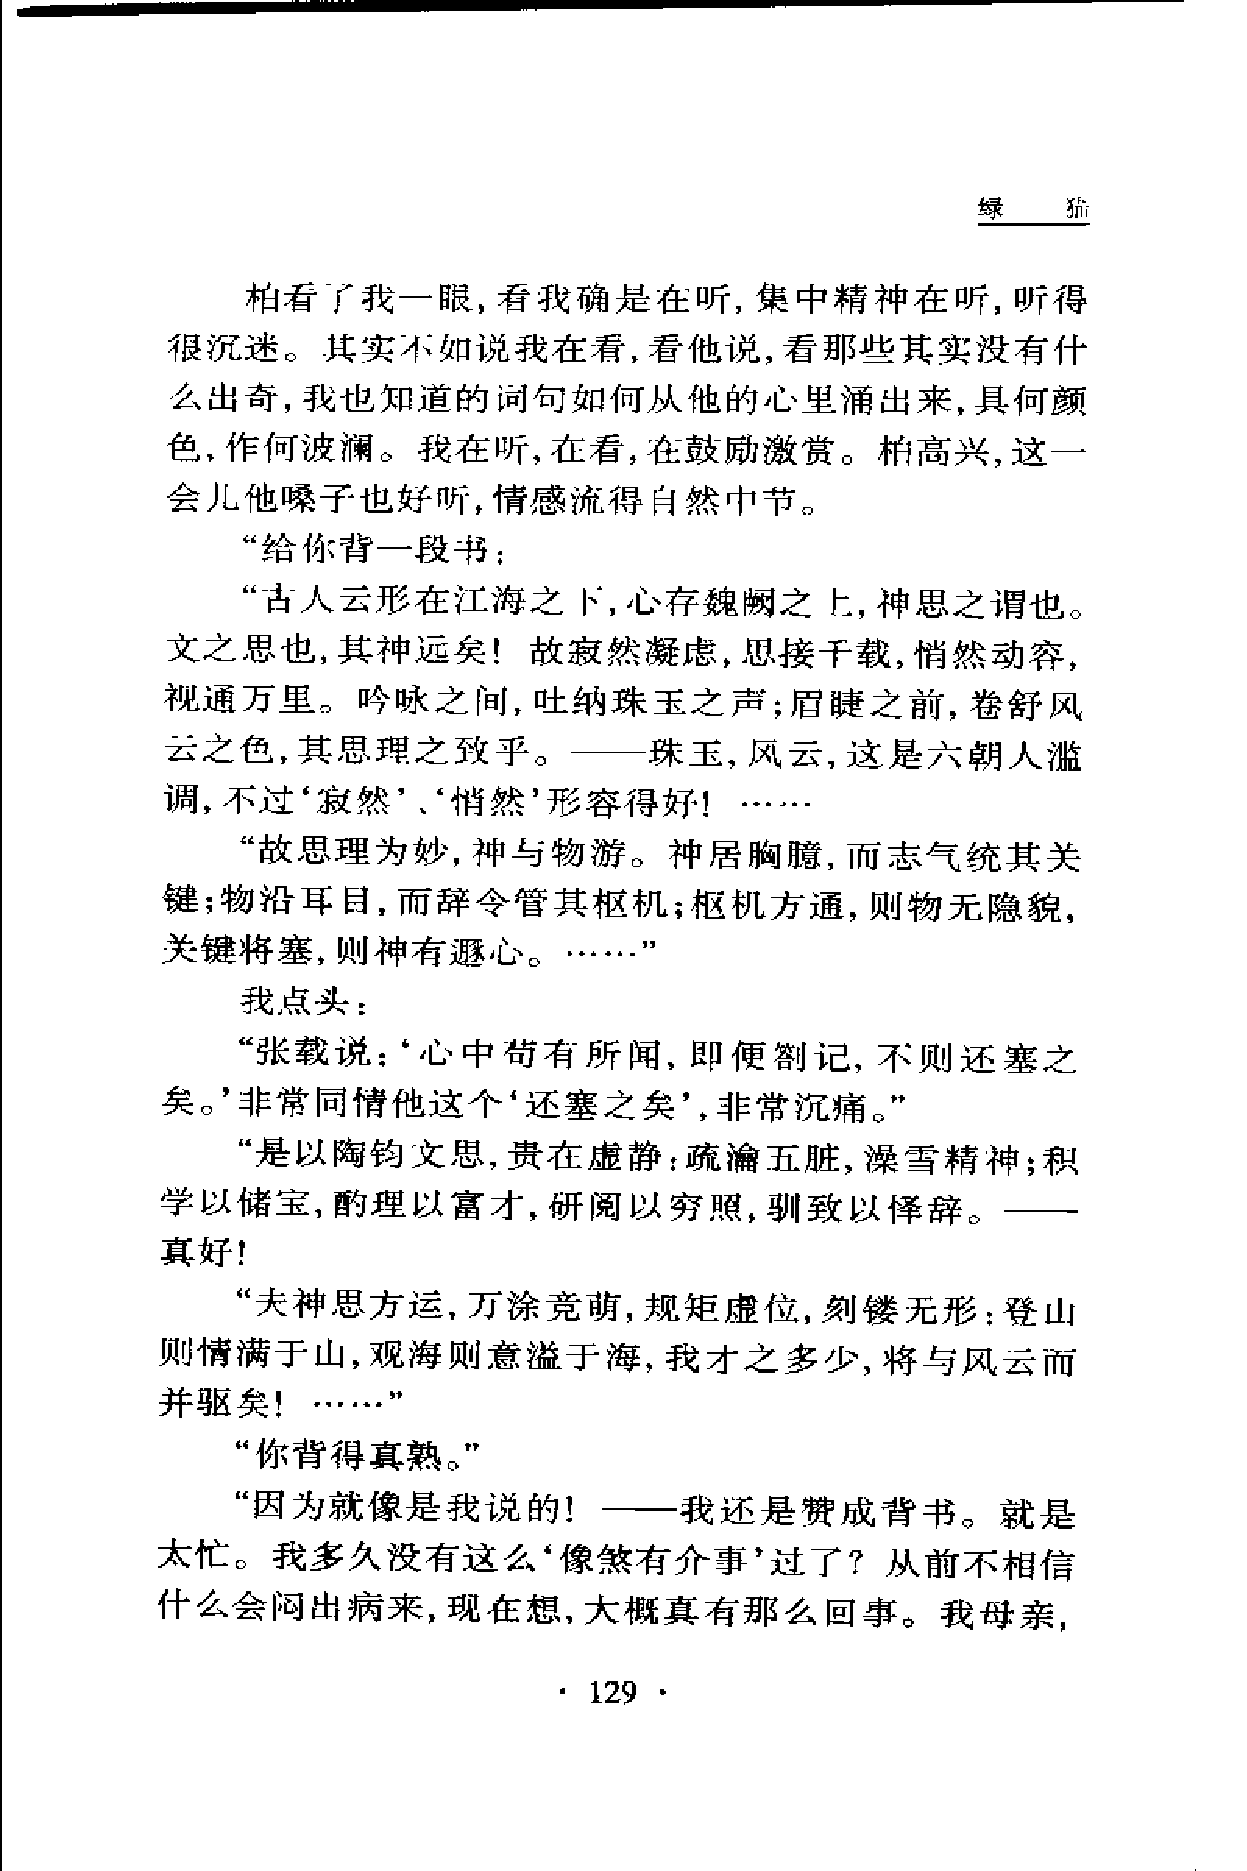 绿 猫
柏看了我一眼，看我确是在听，集中精神在听，听得
很沉迷。其实不如说我在看，看他说，看那些其实没有什
么出奇，我也知道的词句如何从他的心里涌出来，具何颜
色，作何波澜。我在听，在看，在鼓励激赏。柏高兴，这一
会儿他嗓子也好听，情感流得自然中节。
“给你背一段书：
“古人云形在江海之下，心存魏阙之上，神思之谓也。
文之思也，其神远矣！故寂然凝虑，思接千载，悄然动容，
视通万里。吟咏之间，吐纳珠玉之声；眉睫之前，卷舒风
云之色，其思理之致乎。——珠玉，风云，这是六朝人滥
调，不过‘寂然’、‘悄然’形容得好！……
“故思理为妙，神与物游。神居胸臆，而志气统其关
键；物沿耳目，而辞令管其枢机；枢机方通，则物无隐貌，
关键将塞，则神有遯心。……”
我点头：
“张载说：‘心中苟有所闻，即便劄记，不则还塞之
矣。’非常同情他这个‘还塞之矣’，非常沉痛。”
“是以陶钧文思，贵在虚静；疏瀹五脏，澡雪精神；积
学以储宝，酌理以富才，研阅以穷照，驯致以怿辞。——
真好！
“夫神思方运，万涂竞萌，规矩虚位，刻镂无形；登山
则情满于山，观海则意溢于海，我才之多少，将与风云而
并驱矣！……”
“你背得真熟。”
“因为就像是我说的！——我还是赞成背书。就是
太忙。我多久没有这么‘像煞有介事’过了？从前不相信
什么会闷出病来，现在想，大概真有那么回事。我母亲，
· 129 ·